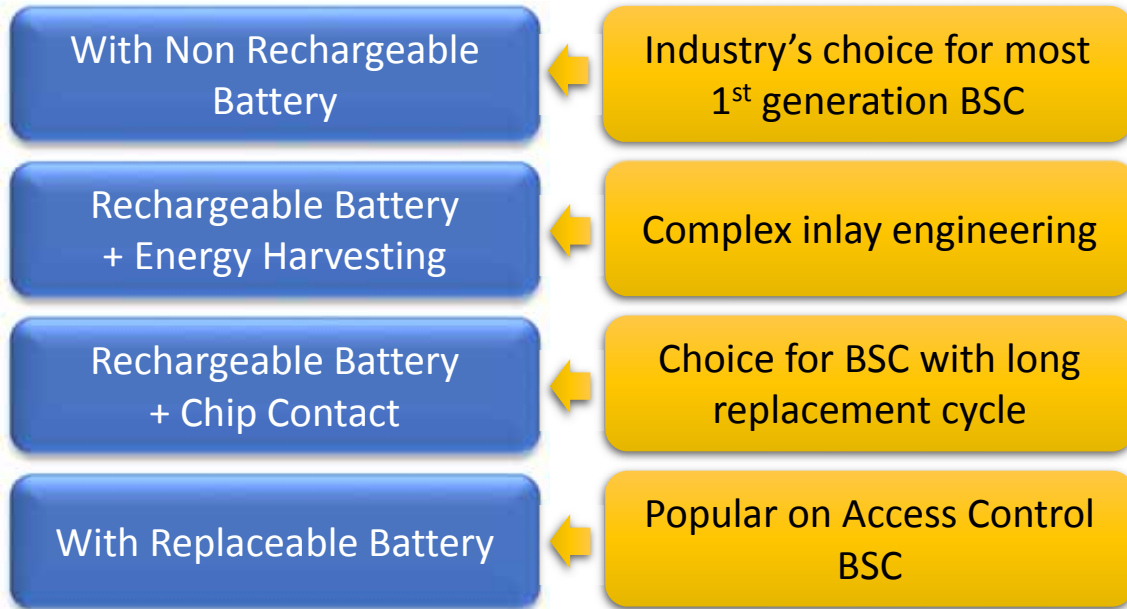 With Non Rechargeable
Battery
Industry’s choice for most
1st generation BSC
Rechargeable Battery
+ Energy Harvesting
Complex inlay engineering
Rechargeable Battery
+ Chip Contact
Choice for BSC with long
replacement cycle
With Replaceable Battery
Popular on Access Control
BSC